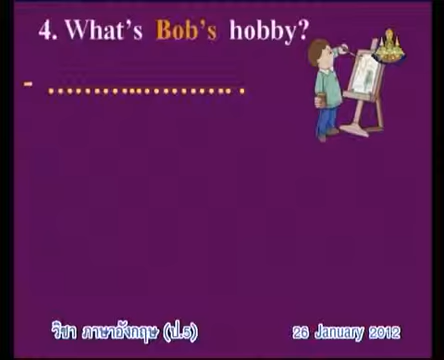 4. What's Bob's hobby?
- ........................
วิชา ภาษาอังกฤษ (ป.5)
26 January 2012